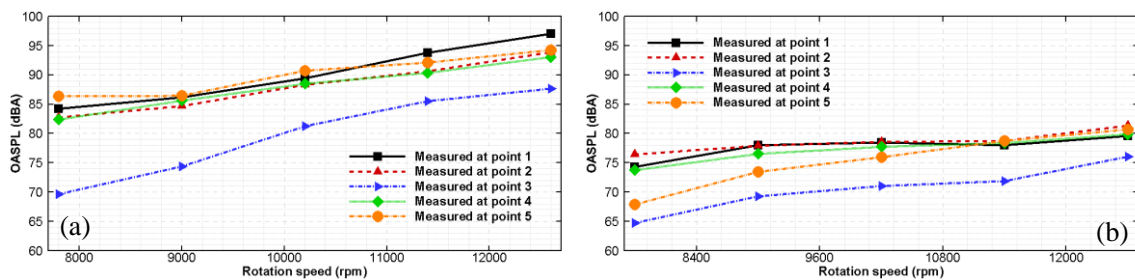 100
95
90
85
80
75
70
65
60
OASPL (dBA)
Measured at point 1
Measured at point 2
Measured at point 3
Measured at point 4
Measured at point 5
(a)
8000 9000 10000 11000 12000
Rotation speed (rpm)
100
95
90
85
80
75
70
65
60
OASPL (dBA)
Measured at point 1
Measured at point 2
Measured at point 3
Measured at point 4
Measured at point 5
(b)
8400 9600 10800 12000
Rotation speed (rpm)